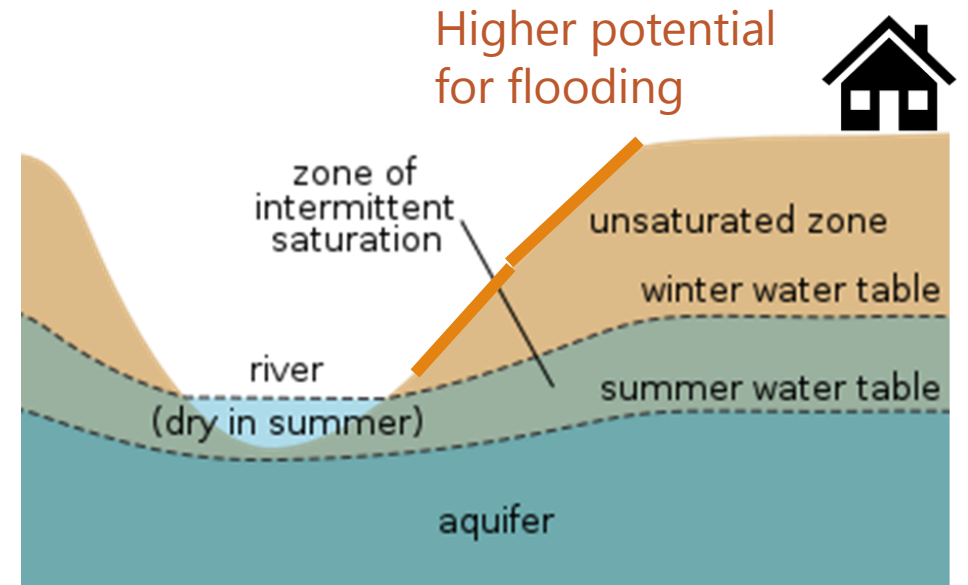 Higher potential
for flooding
zone of
intermittent
saturation
unsaturated zone
winter water table
river
(dry in summer)
summer water table
aquifer